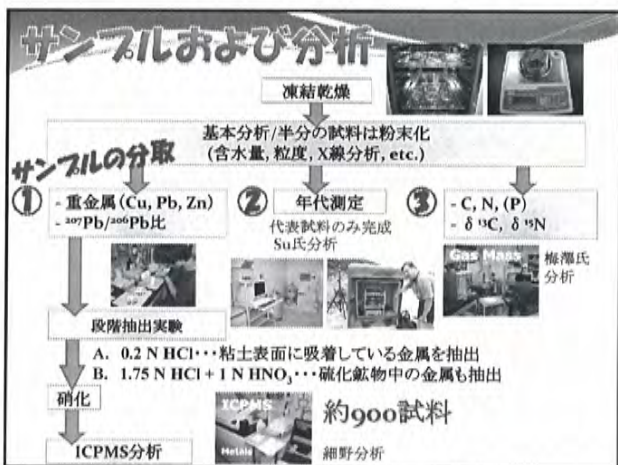 サンプルおよび分析
凍結乾燥
基本分析/半分の試料は粉末化
(含水量, 粒度, X線分析, etc.)
サンプルの分取
①
- 重金属(Cu, Pb, Zn)
- ²⁰⁷Pb/²⁰⁶Pb比
②
年代測定
代表試料のみ完成
Su氏分析
③
- C, N, (P)
- δ ¹³C, δ ¹⁵N
Gas Mass
梅澤氏
分析
段階抽出実験
A. 0.2 N HCl・・・粘土表面に吸着している金属を抽出
B. 1.75 N HCl + 1 N HNO₃・・・硫化鉱物中の金属も抽出
硝化
ICPMS
Metals
約900試料
ICPMS分析
細野分析